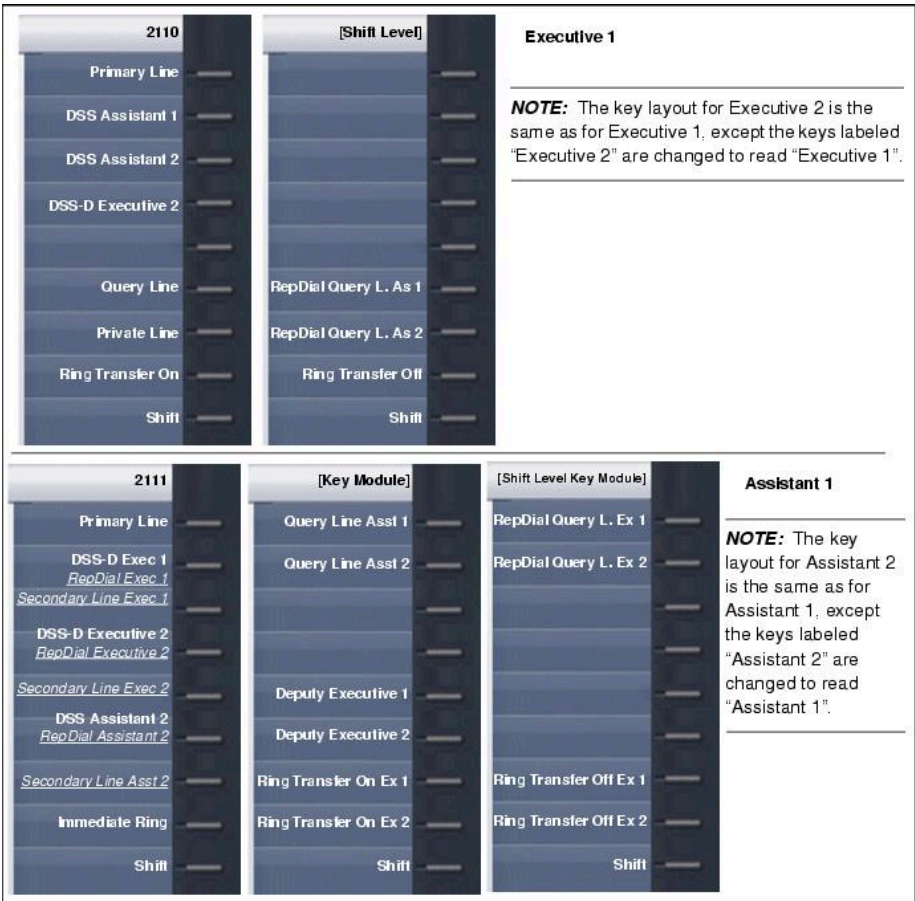 2110
Primary Line
DSS Assistant 1
DSS Assistant 2
DSS-D Executive 2
Query Line
Private Line
Ring Transfer On
Shift
[Shift Level]
RepDial Query L. As 1
RepDial Query L. As 2
Ring Transfer Off
Shift
Executive 1
NOTE: The key layout for Executive 2 is the
same as for Executive 1, except the keys labeled
“Executive 2” are changed to read “Executive 1”.
2111
Primary Line
DSS-D Exec 1
RepDial Exec 1
Secondary Line Exec 1
DSS-D Executive 2
RepDial Executive 2
Secondary Line Exec 2
DSS Assistant 2
RepDial Assistant 2
Secondary Line Asst 2
Immediate Ring
Shift
[Key Module]
Query Line Asst 1
Query Line Asst 2
Deputy Executive 1
Deputy Executive 2
Ring Transfer On Ex 1
Ring Transfer On Ex 2
Shift
[Shift Level Key Module]
RepDial Query L. Ex 1
RepDial Query L. Ex 2
Ring Transfer Off Ex 1
Ring Transfer Off Ex 2
Shift
Assistant 1
NOTE: The key
layout for Assistant 2
is the same as for
Assistant 1, except
the keys labeled
“Assistant 2” are
changed to read
“Assistant 1”.